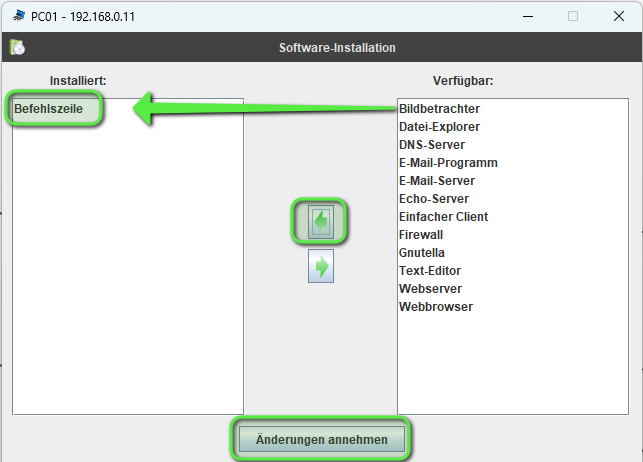 PC01 - 192.168.0.11
Software-Installation
Installiert:
Befehlszeile
Verfügbar:
Bildbetrachter
Datei-Explorer
DNS-Server
E-Mail-Programm
E-Mail-Server
Echo-Server
Einfacher Client
Firewall
Gnutella
Text-Editor
Webserver
Webbrowser
Änderungen annehmen